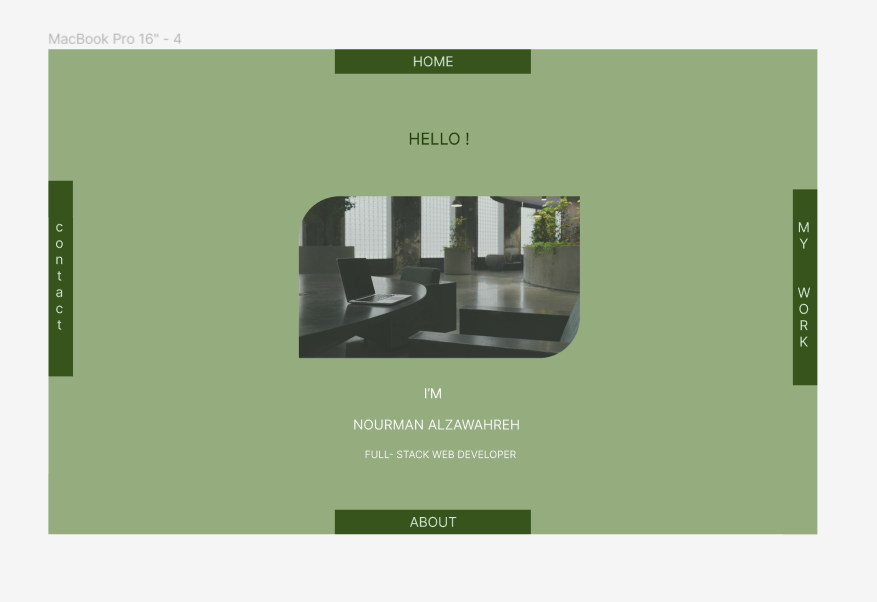 MacBook Pro 16" - 4
HOME
HELLO !
contact
MY WORK
I'M
NOURMAN ALZAWAHREH
FULL- STACK WEB DEVELOPER
ABOUT